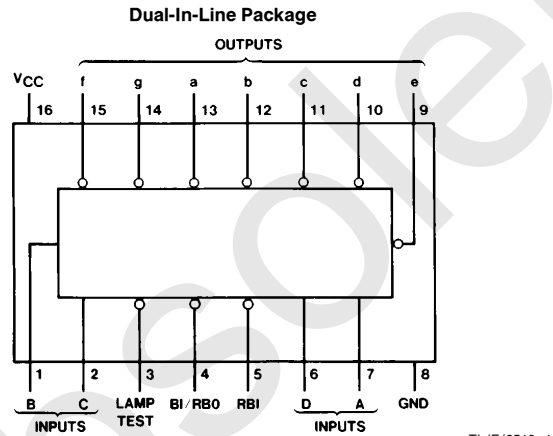 Dual-In-Line Package
OUTPUTS
VCC f g a b c d e
16 15 14 13 12 11 10 9
1 2 3 4 5 6 7 8
B C LAMP BI/RBO RBI D A GND
INPUTS TEST INPUTS